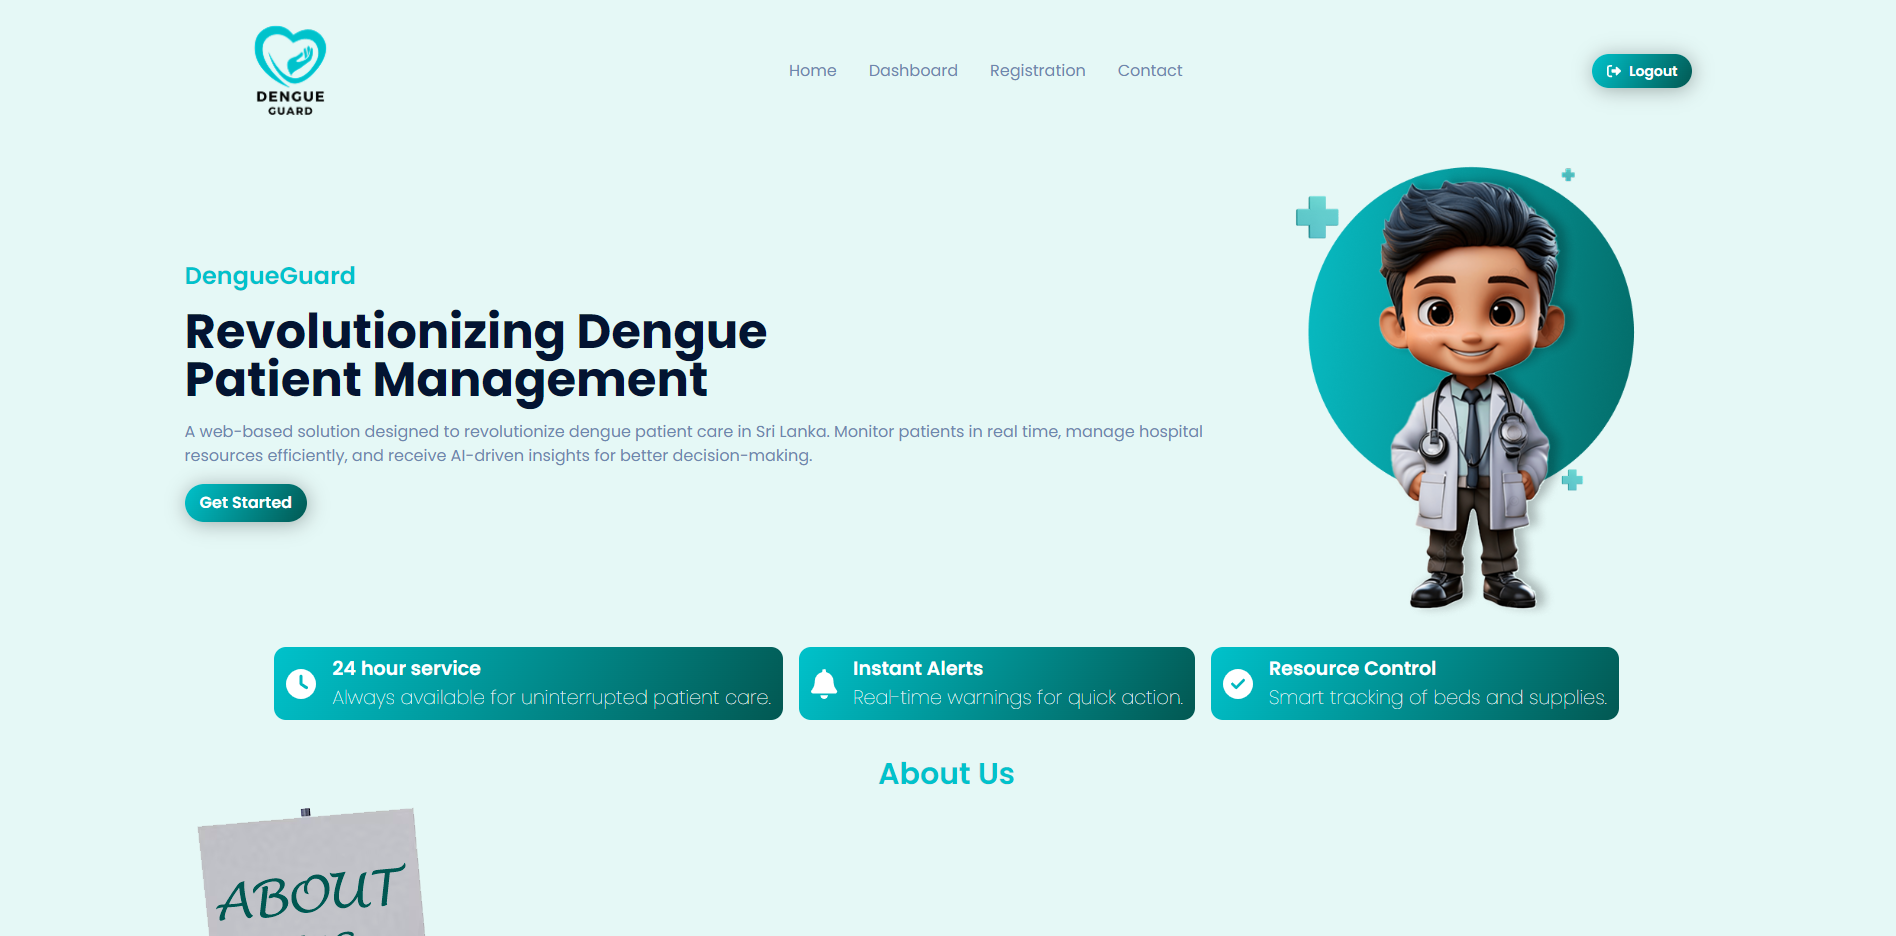 DENGUE
GUARD
Home
Dashboard
Registration
Contact
Logout
DengueGuard
Revolutionizing Dengue
Patient Management
A web-based solution designed to revolutionize dengue patient care in Sri Lanka. Monitor patients in real time, manage hospital
resources efficiently, and receive AI-driven insights for better decision-making.
Get Started
24 hour service
Always available for uninterrupted patient care.
Instant Alerts
Real-time warnings for quick action.
Resource Control
Smart tracking of beds and supplies.
About Us
ABOUT